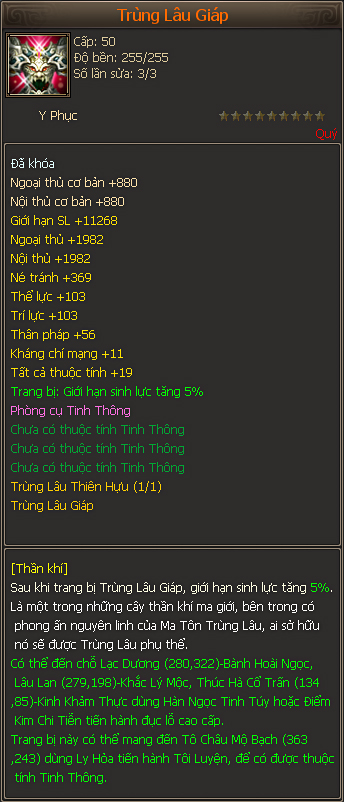 Trùng Lâu Giáp
Cấp: 50
Độ bền: 255/255
Số lần sửa: 3/3
Y Phục
Quý
Đã khóa
Ngoại thủ cơ bản +880
Nội thủ cơ bản +880
Giới hạn SL +11268
Ngoại thủ +1982
Nội thủ +1982
Né tránh +369
Thể lực +103
Trí lực +103
Thân pháp +56
Kháng chí mạng +11
Tất cả thuộc tính +19
Trang bị: Giới hạn sinh lực tăng 5%
Phòng cụ Tinh Thông
Chưa có thuộc tính Tinh Thông
Chưa có thuộc tính Tinh Thông
Chưa có thuộc tính Tinh Thông
Trùng Lâu Thiên Hựu (1/1)
Trùng Lâu Giáp
[Thần khí]
Sau khi trang bị Trùng Lâu Giáp, giới hạn sinh lực tăng 5%.
Là một trong những cây thần khí ma giới, bên trong có
phong ấn nguyên linh của Ma Tôn Trùng Lâu, ai sở hữu
nó sẽ được Trùng Lâu phụ thể.
Có thể đến chỗ Lạc Dương (280,322)-Bành Hoài Ngọc,
Lâu Lan (279,198)-Khắc Lý Mộc, Thúc Hà Cổ Trấn (134
,85)-Kinh Khảm Thực dùng Hàn Ngọc Tinh Túy hoặc Điểm
Kim Chi Tiễn tiến hành đục lỗ cao cấp.
Trang bị này có thể mang đến Tô Châu Mộ Bạch (363
,243) dùng Ly Hỏa tiến hành Tôi Luyện, để có được thuộc
tính Tinh Thông.